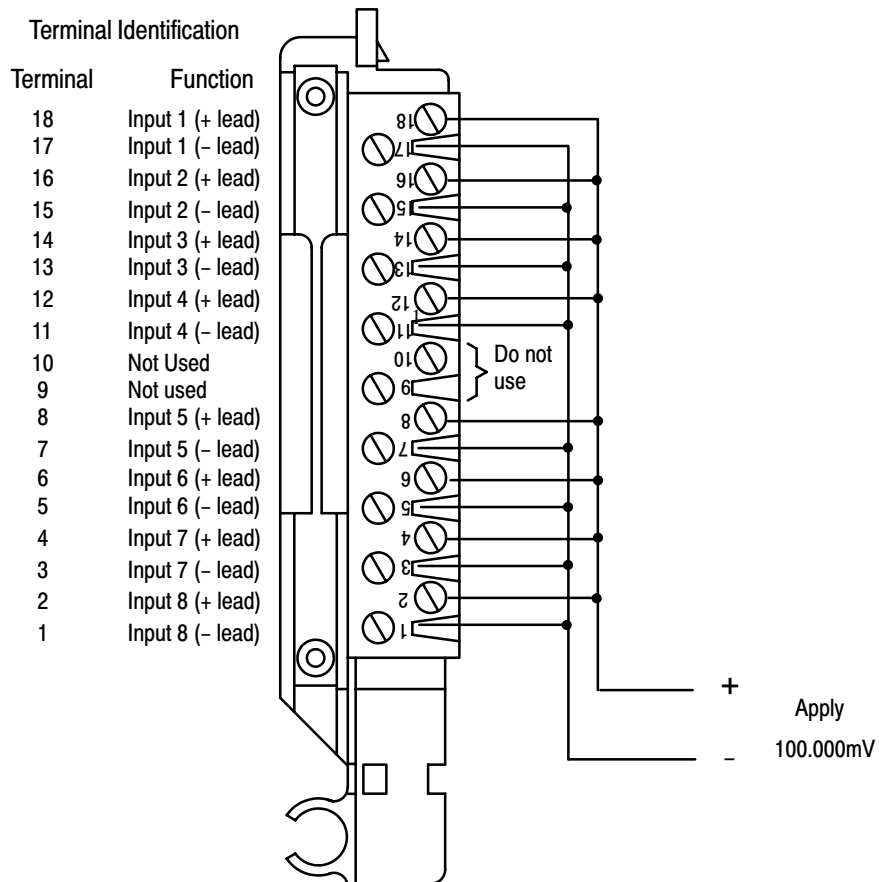 Terminal Identification
Terminal Function
18 Input 1 (+ lead)
17 Input 1 (– lead)
16 Input 2 (+ lead)
15 Input 2 (– lead)
14 Input 3 (+ lead)
13 Input 3 (– lead)
12 Input 4 (+ lead)
11 Input 4 (– lead)
10 Not Used
9 Not used
8 Input 5 (+ lead)
7 Input 5 (– lead)
6 Input 6 (+ lead)
5 Input 6 (– lead)
4 Input 7 (+ lead)
3 Input 7 (– lead)
2 Input 8 (+ lead)
1 Input 8 (– lead)
18
17
16
15
14
13
12
11
10
9
8
7
6
5
4
3
2
1
Do not
use
+
Apply
100.000mV
–